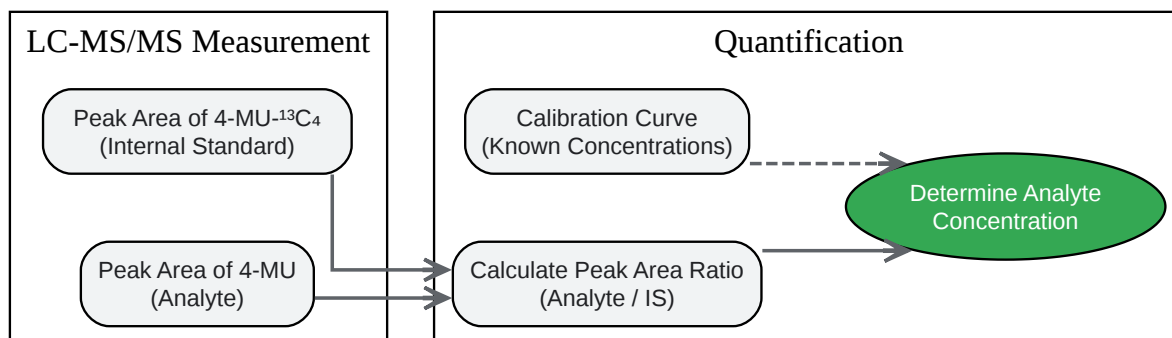 LC-MS/MS Measurement
Peak Area of 4-MU-¹³C₄
(Internal Standard)
Peak Area of 4-MU
(Analyte)
Quantification
Calibration Curve
(Known Concentrations)
Calculate Peak Area Ratio
(Analyte / IS)
Determine Analyte
Concentration